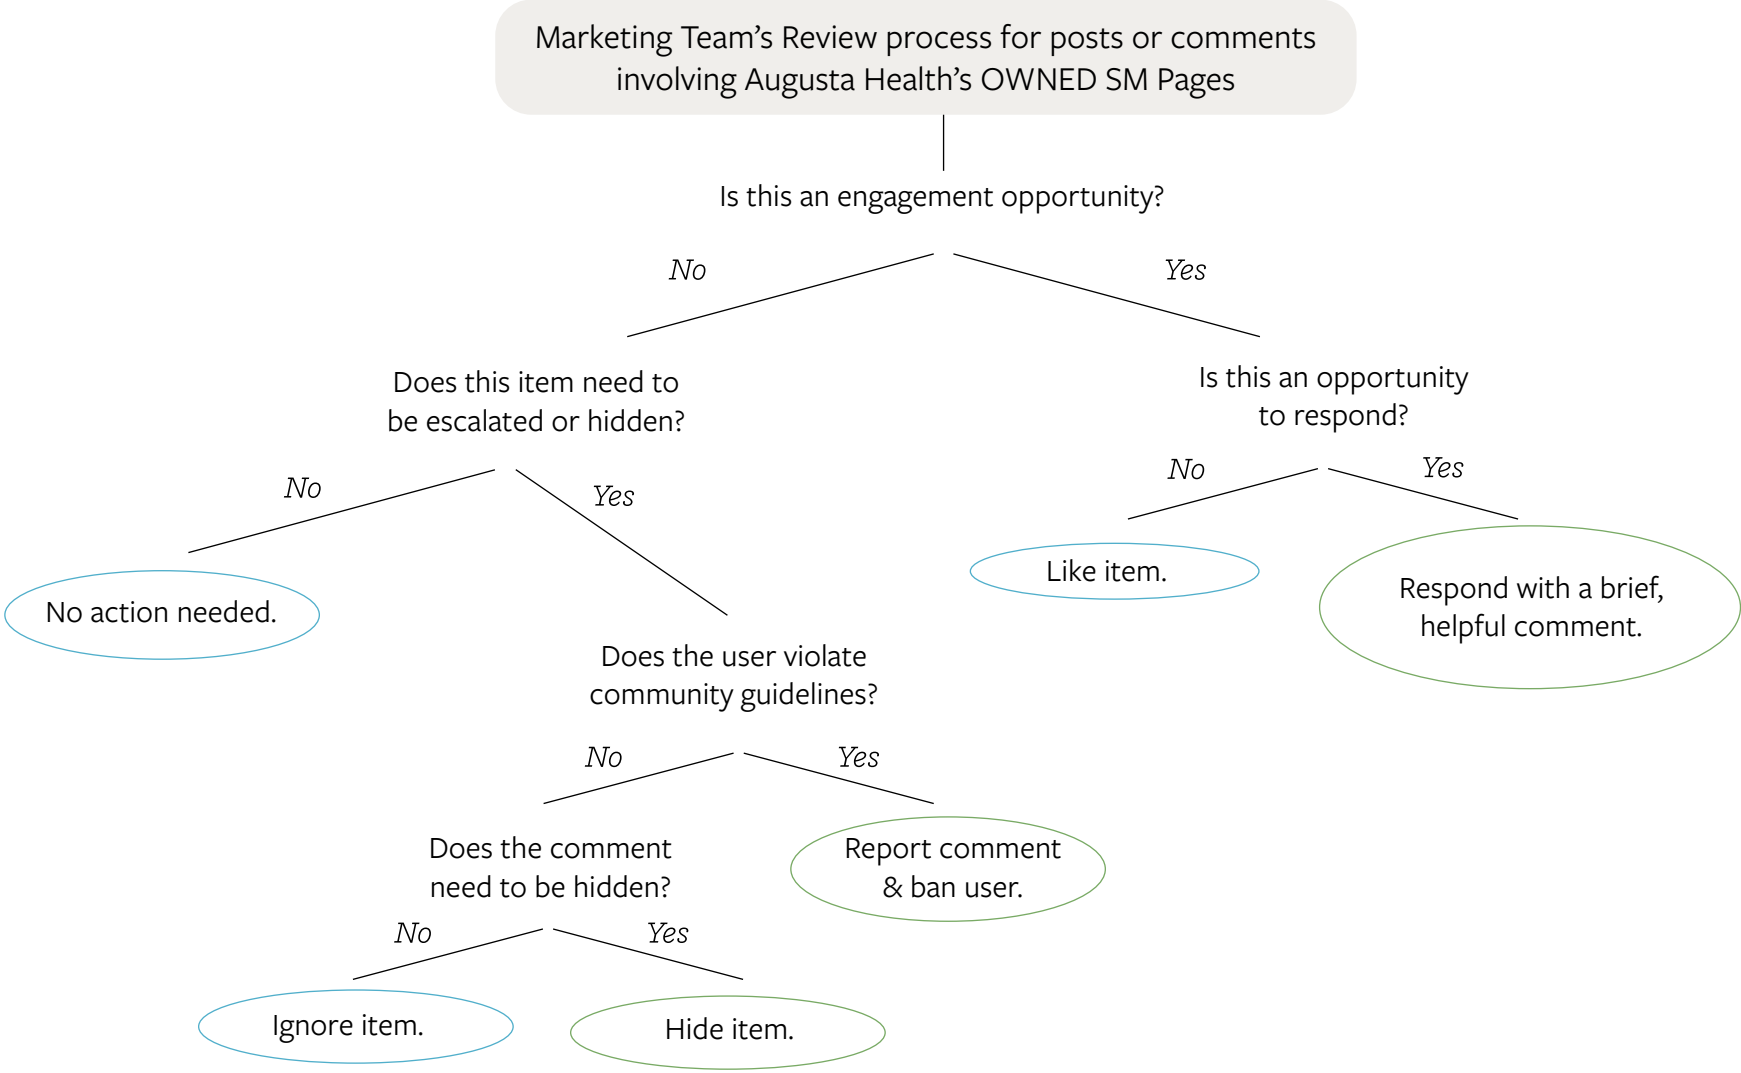 Marketing Team’s Review process for posts or comments
involving Augusta Health’s OWNED SM Pages
Is this an engagement opportunity?
No
Yes
Does this item need to
be escalated or hidden?
Is this an opportunity
to respond?
No
Yes
No
Yes
No action needed.
Like item.
Respond with a brief,
helpful comment.
Does the user violate
community guidelines?
No
Yes
Does the comment
need to be hidden?
Report comment
& ban user.
No
Yes
Ignore item.
Hide item.